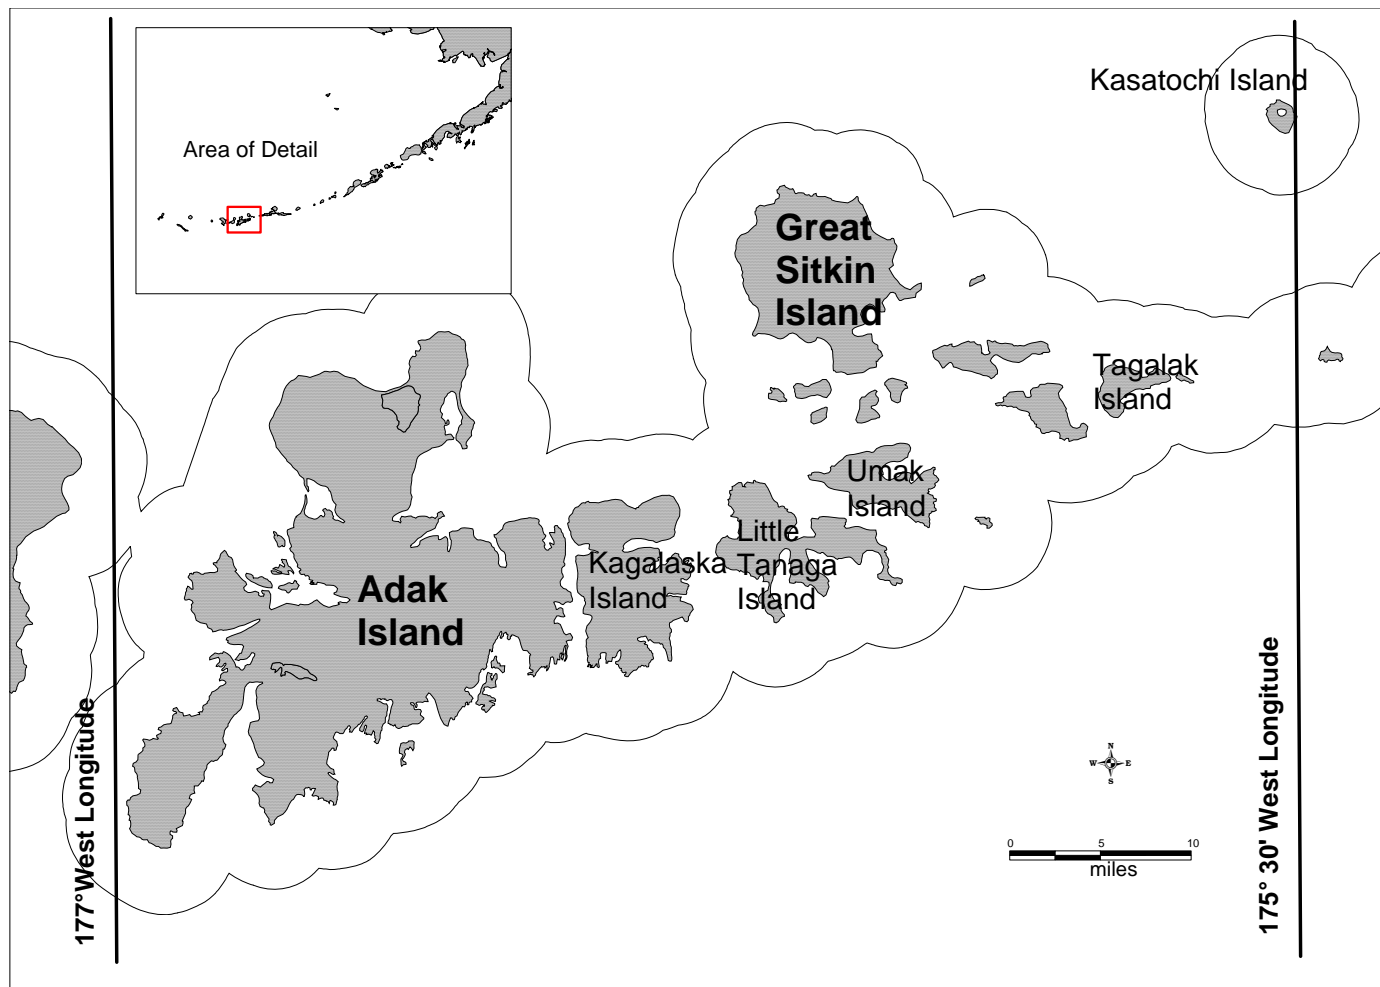 Kasatochi Island
Area of Detail
Great
Sitkin
Island
Tagalak
Island
Umak
Island
Little
Tanaga
Island
Kagalaska
Island
Adak
Island
177°West Longitude
175° 30' West Longitude
N
W E
S
0 5 10
miles